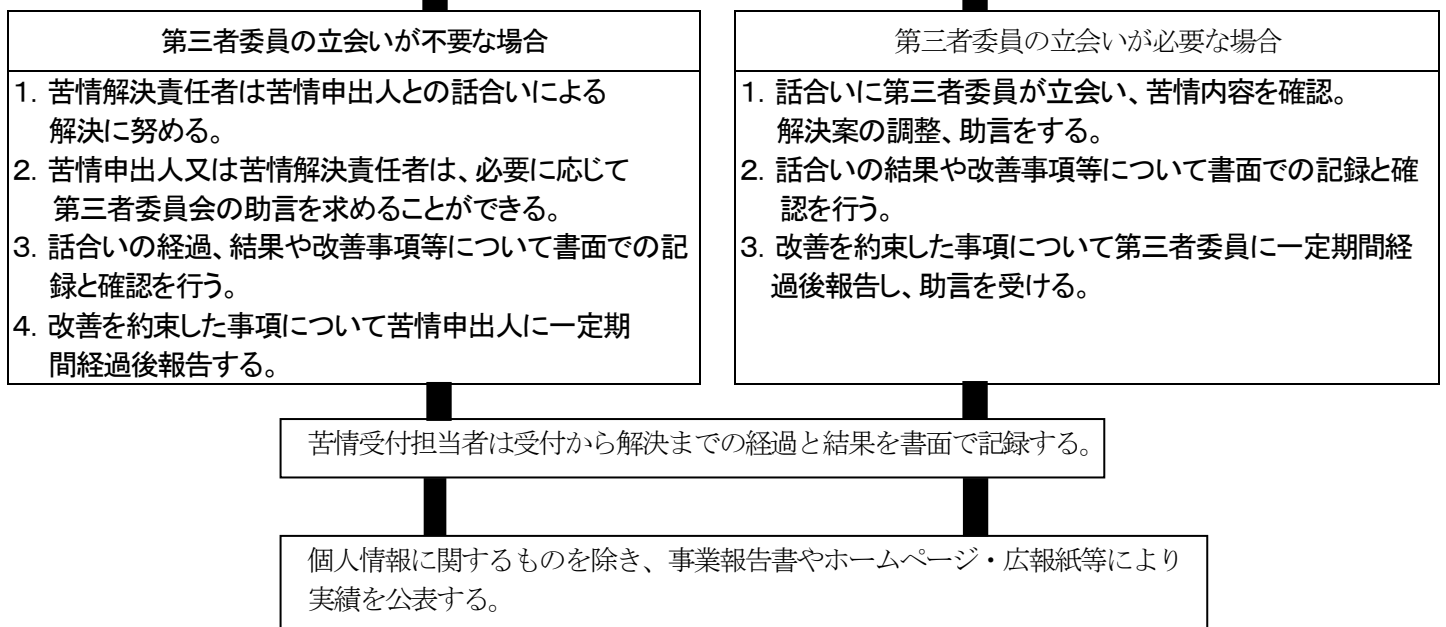 第三者委員の立会いが不要な場合
1. 苦情解決責任者は苦情申出人との話合いによる
解決に努める。
2. 苦情申出人又は苦情解決責任者は、必要に応じて
第三者委員会の助言を求めることができる。
3. 話合いの経過、結果や改善事項等について書面での記
録と確認を行う。
4. 改善を約束した事項について苦情申出人に一定期
間経過後報告する。
第三者委員の立会いが必要な場合
1. 話合いに第三者委員が立会い、苦情内容を確認。
解決案の調整、助言をする。
2. 話合いの結果や改善事項等について書面での記録と確
認を行う。
3. 改善を約束した事項について第三者委員に一定期間経
過後報告し、助言を受ける。
苦情受付担当者は受付から解決までの経過と結果を書面で記録する。
個人情報に関するものを除き、事業報告書やホームページ・広報紙等により
実績を公表する。